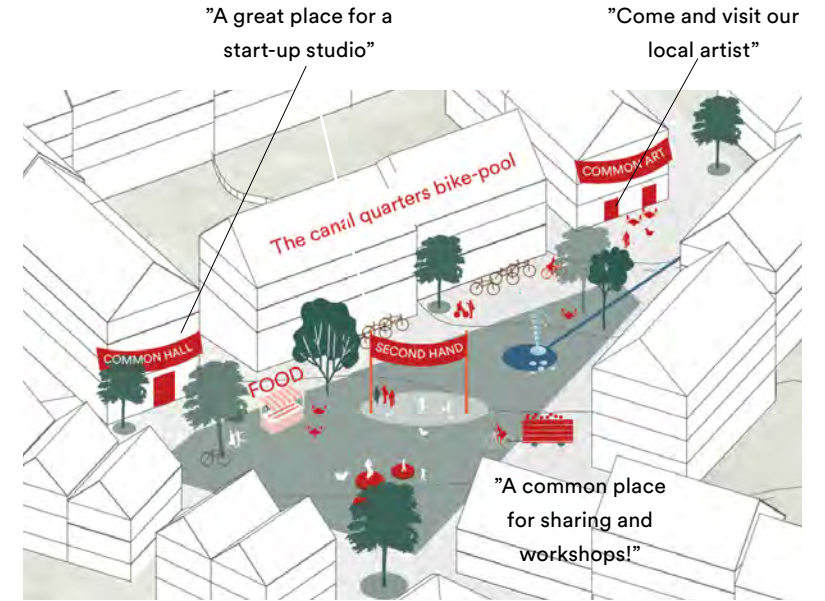 ”A great place for a
start-up studio”
”Come and visit our
local artist”
COMMON ART
The canal quarters bike-pool
COMMON HALL
SECOND HAND
FOOD
”A common place
for sharing and
workshops!”